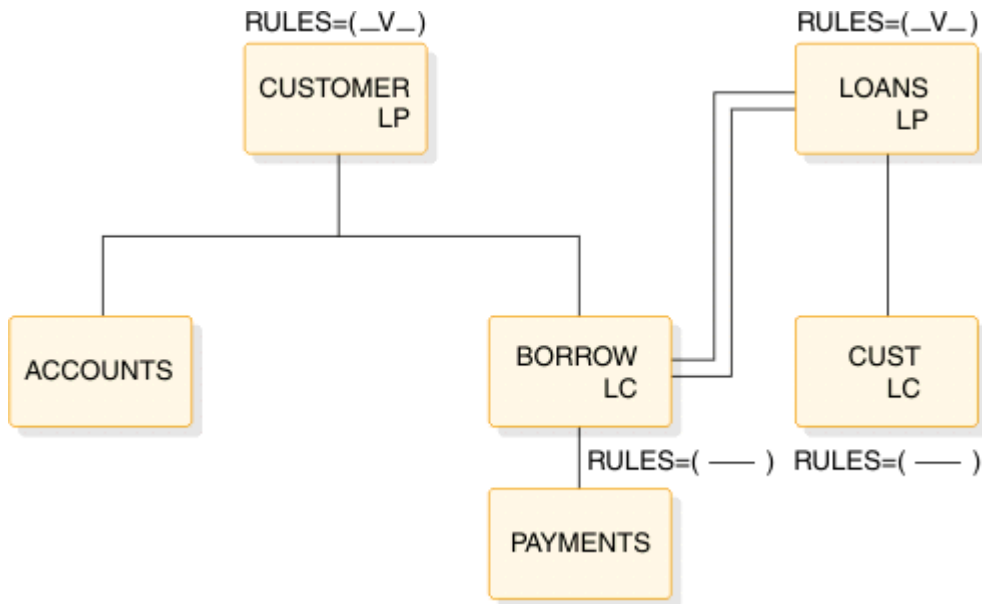 RULES=( _V_ )
CUSTOMER
LP
RULES=( _V_ )
LOANS
LP
ACCOUNTS
BORROW
LC
CUST
LC
RULES=( ___ )
RULES=( ___ )
PAYMENTS